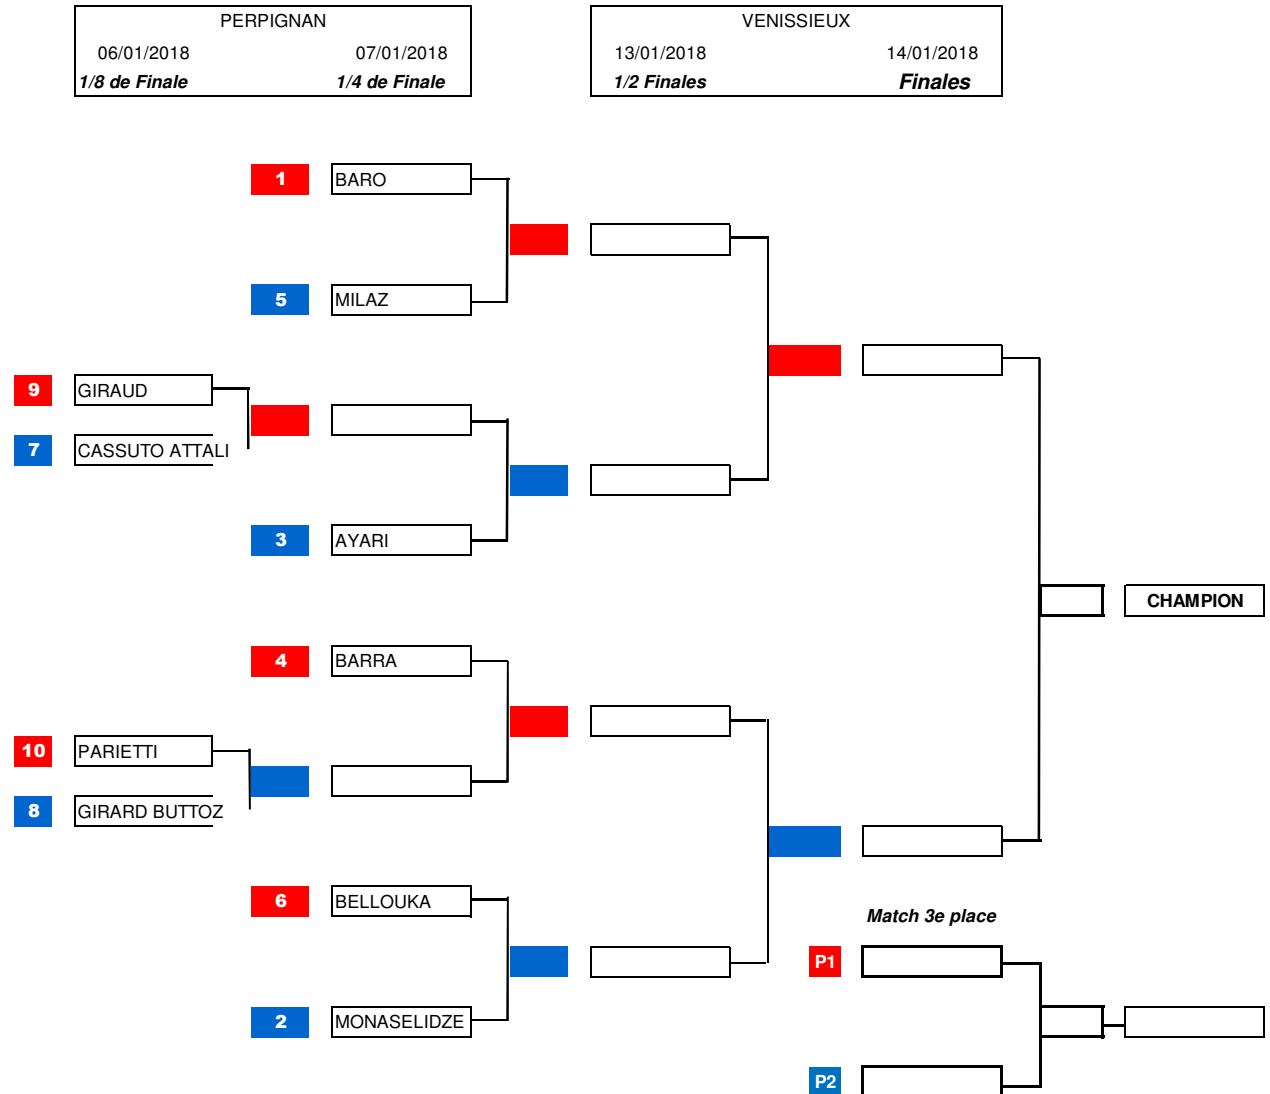 PERPIGNAN
06/01/2018 07/01/2018
1/8 de Finale 1/4 de Finale
VENISSIEUX
13/01/2018 14/01/2018
1/2 Finales Finales
1 BARO
5 MILAZ
9 GIRAUD
7 CASSUTO ATTALI
3 AYARI
CHAMPION
4 BARRA
10 PARIETTI
8 GIRARD BUTTOZ
6 BELLOUKA
Match 3e place
P1
2 MONASELIDZE
P2